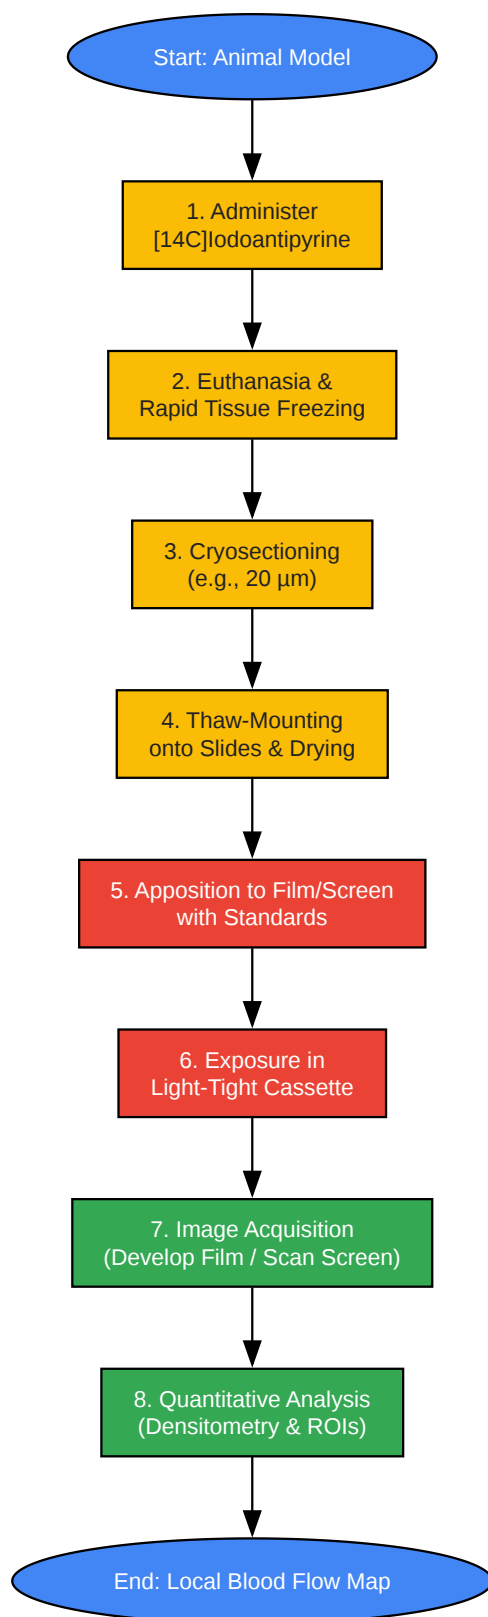 Start: Animal Model
1. Administer
[14C]Iodoantipyrine
2. Euthanasia &
Rapid Tissue Freezing
3. Cryosectioning
(e.g., 20 µm)
4. Thaw-Mounting
onto Slides & Drying
5. Apposition to Film/Screen
with Standards
6. Exposure in
Light-Tight Cassette
7. Image Acquisition
(Develop Film / Scan Screen)
8. Quantitative Analysis
(Densitometry & ROIs)
End: Local Blood Flow Map